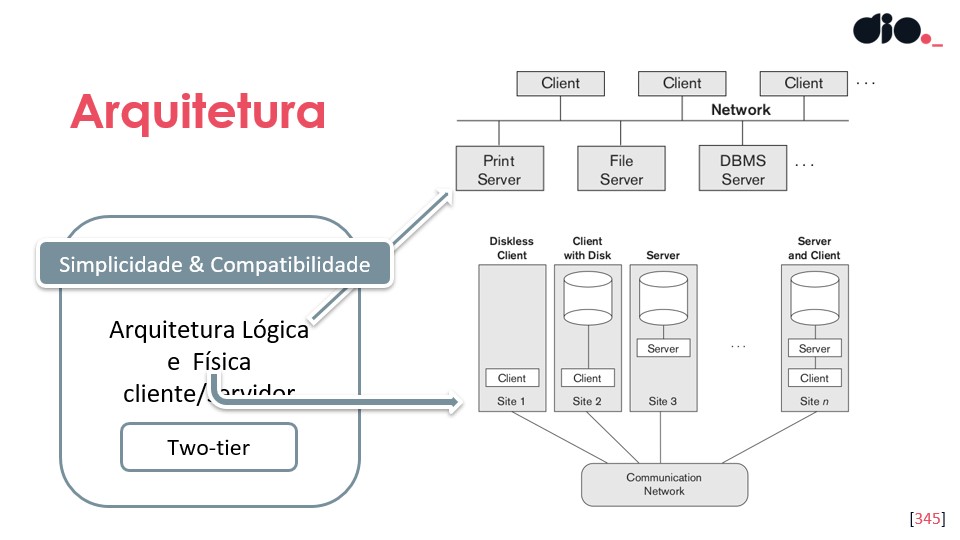 dio._
Arquitetura
Simplicidade & Compatibilidade
Arquitetura Lógica
e Física
cliente/servidor
Two-tier
Client
Client
Client
. . .
Network
Print
Server
File
Server
DBMS
Server
. . .
Diskless
Client
Client
with Disk
Server
Server
and Client
Server
. . .
Server
Client
Client
Client
Site 1
Site 2
Site 3
Site n
Communication
Network
[345]